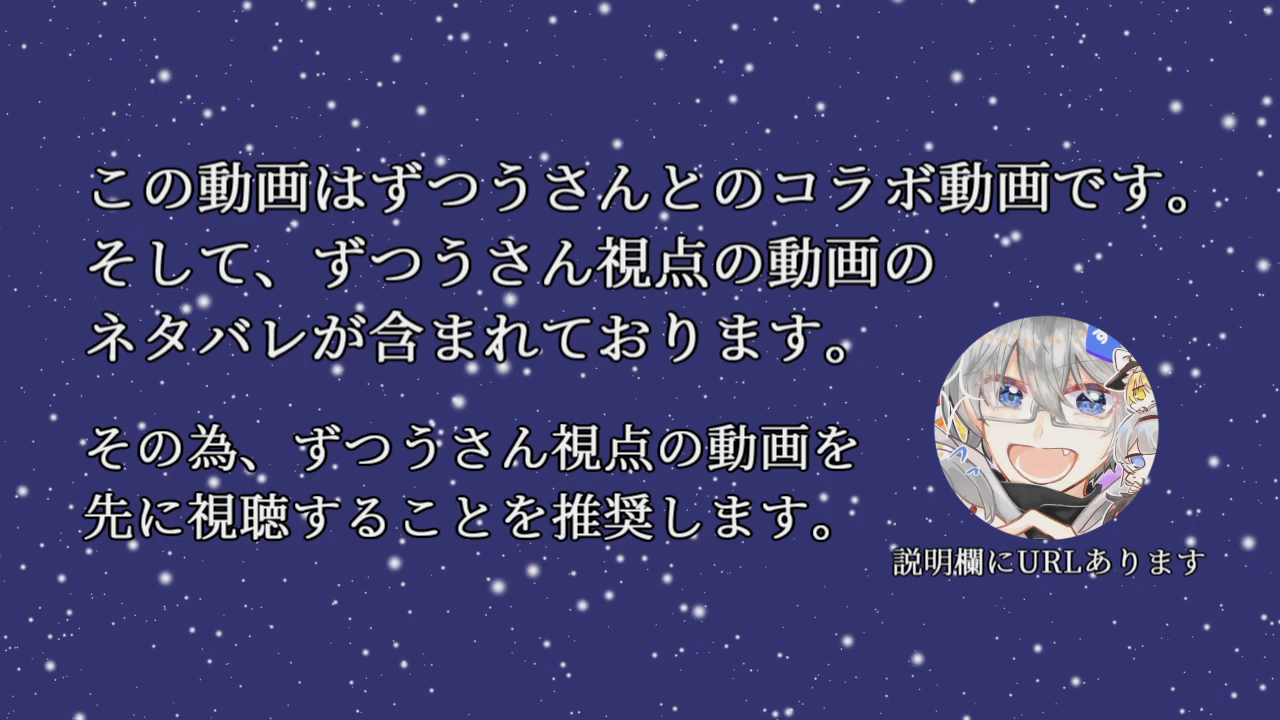 この動画はずつうさんとのコラボ動画です。
そして、ずつうさん視点の動画の
ネタバレが含まれております。
その為、ずつうさん視点の動画を
先に視聴することを推奨します。
説明欄にURLあります